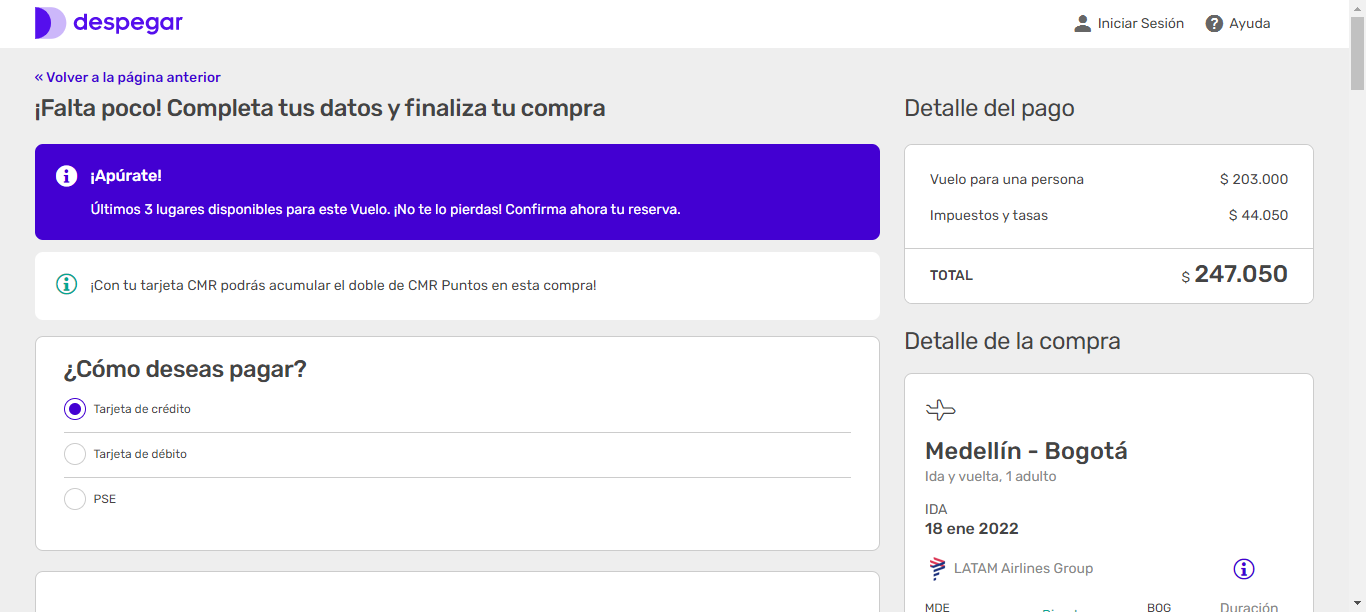 despegar
Iniciar Sesión
Ayuda
« Volver a la página anterior
¡Falta poco! Completa tus datos y finaliza tu compra
¡Apúrate!
Últimos 3 lugares disponibles para este Vuelo. ¡No te lo pierdas! Confirma ahora tu reserva.
¡Con tu tarjeta CMR podrás acumular el doble de CMR Puntos en esta compra!
¿Cómo deseas pagar?
Tarjeta de crédito
Tarjeta de débito
PSE
Detalle del pago
Vuelo para una persona $ 203.000
Impuestos y tasas $ 44.050
TOTAL $ 247.050
Detalle de la compra
Medellín - Bogotá
Ida y vuelta, 1 adulto
IDA
18 ene 2022
LATAM Airlines Group
MDE BOG Duración